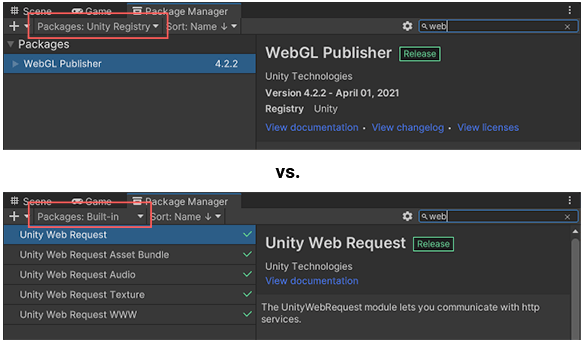 Scene Game Package Manager
+ Packages: Unity Registry Sort: Name ↓ web
Packages
WebGL Publisher 4.2.2
WebGL Publisher Release
Unity Technologies
Version 4.2.2 - April 01, 2021
Registry Unity
View documentation • View changelog • View licenses
vs.
Scene Game Package Manager
+ Packages: Built-in Sort: Name ↓ web
Unity Web Request
Unity Web Request Asset Bundle
Unity Web Request Audio
Unity Web Request Texture
Unity Web Request WWW
Unity Web Request Release
Unity Technologies
View documentation
The UnityWebRequest module lets you communicate with http
services.